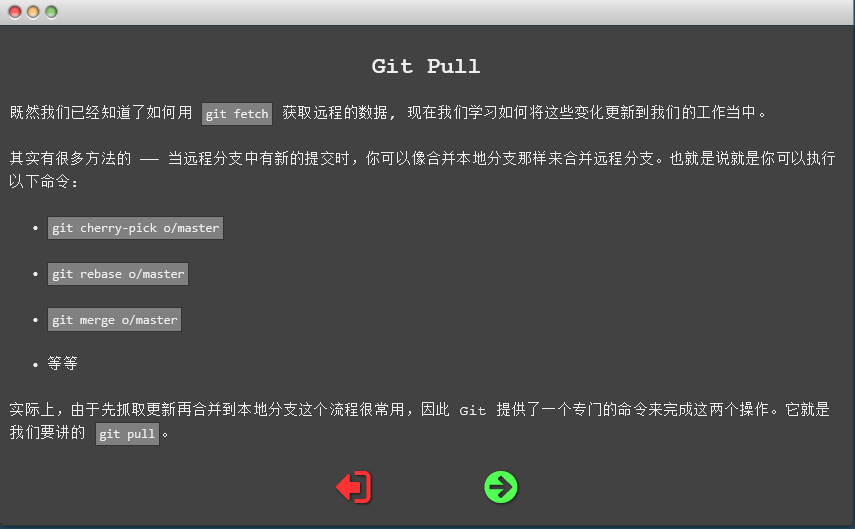 Git Pull
既然我们已经知道了如何用 git fetch 获取远程的数据, 现在我们学习如何将这些变化更新到我们的工作当中。
其实有很多方法的 —— 当远程分支中有新的提交时，你可以像合并本地分支那样来合并远程分支。也就是说就是你可以执行
以下命令:
• git cherry-pick o/master
• git rebase o/master
• git merge o/master
• 等等
实际上，由于先抓取更新再合并到本地分支这个流程很常用，因此 Git 提供了一个专门的命令来完成这两个操作。它就是
我们要讲的 git pull。